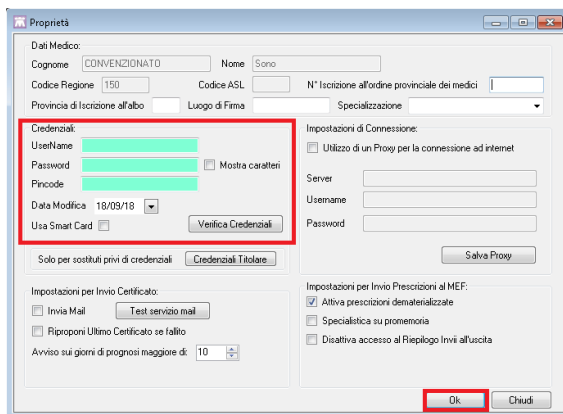 Proprietà
Dati Medico:
Cognome CONVENZIONATO Nome Sono
Codice Regione 150 Codice ASL N° Iscrizione all'ordine provinciale dei medici
Provincia di Iscrizione all'albo Luogo di Firma Specializzazione
Credenziali:
UserName
Password Mostra caratteri
Pincode
Data Modifica 18/09/18
Usa Smart Card Verifica Credenziali
Solo per sostituti privi di credenziali Credenziali Titolare
Impostazioni di Connessione:
Utilizzo di un Proxy per la connessione ad internet
Server
Username
Password
Salva Proxy
Impostazioni per Invio Certificato:
Invia Mail Test servizio mail
Riproponi Ultimo Certificato se fallito
Avviso sui giorni di prognosi maggiore di: 10
Impostazioni per Invio Prescrizioni al MEF:
Attiva prescrizioni dematerializzate
Specialistica su promemoria
Disattiva accesso al Riepilogo Invii all'uscita
Ok Chiudi